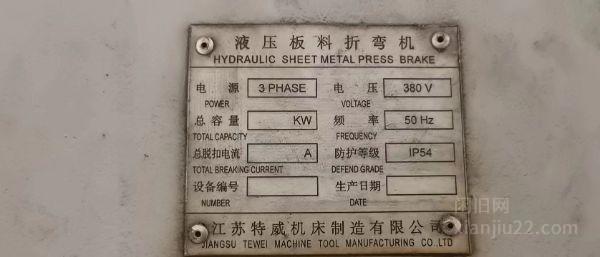 液压板料折弯机
HYDRAULIC SHEET METAL PRESS BRAKE
电源 3 PHASE 电压 380 V
POWER VOLTAGE
总容量 KW 频率 50 Hz
TOTAL CAPACITY FREQUENCY
总脱扣电流 A 防护等级 IP54
TOTAL BREAKING CURRENT DEFEND GRADE
设备编号 生产日期
NUMBER DATE
江苏特威机床制造有限公司
JIANGSU TEWEI MACHINE TOOL MANUFACTURING CO.,LTD